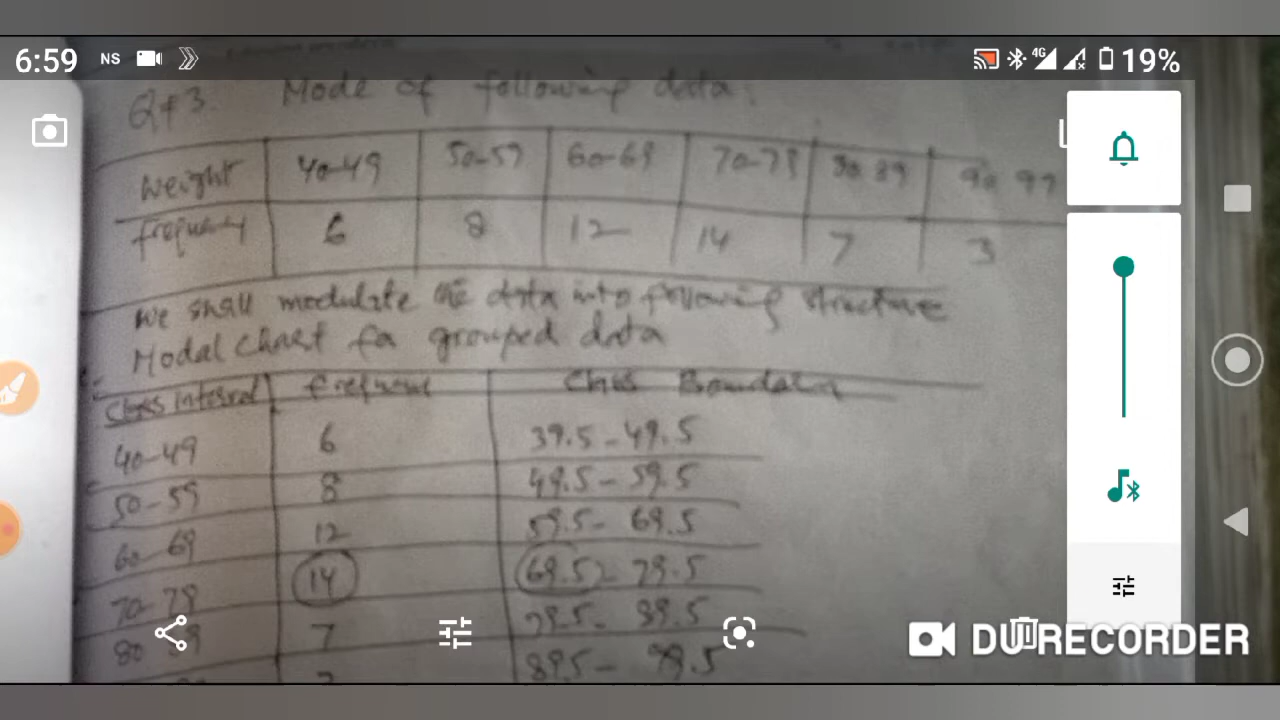 6:59 NS 4G 19%
Q#3 Mode of following data.
Weight 40-49 50-59 60-69 70-79 80-89 90-99
frequency 6 8 12 14 7 3
We shall modulate the data into following structure
Modal Chart for grouped data
Class interval frequency Class Boundary
40-49 6 39.5-49.5
50-59 8 49.5-59.5
60-69 12 59.5-69.5
70-79 14 69.5-79.5
80-89 7 79.5-89.5
89.5-99.5
DU RECORDER